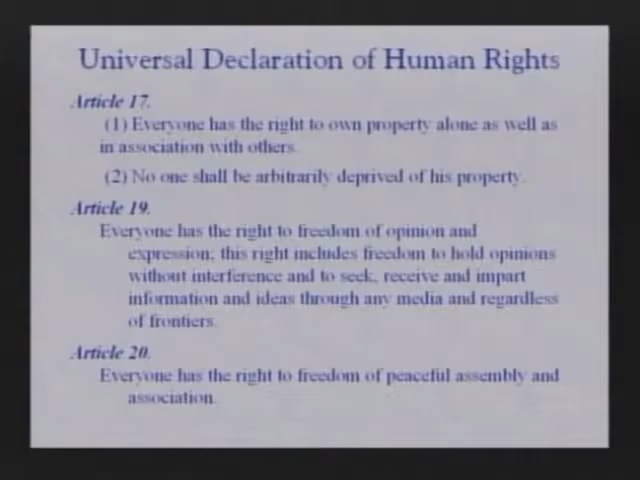 Universal Declaration of Human Rights
Article 17.
(1) Everyone has the right to own property alone as well as
in association with others.
(2) No one shall be arbitrarily deprived of his property.
Article 19.
Everyone has the right to freedom of opinion and
expression; this right includes freedom to hold opinions
without interference and to seek, receive and impart
information and ideas through any media and regardless
of frontiers.
Article 20.
Everyone has the right to freedom of peaceful assembly and
association.